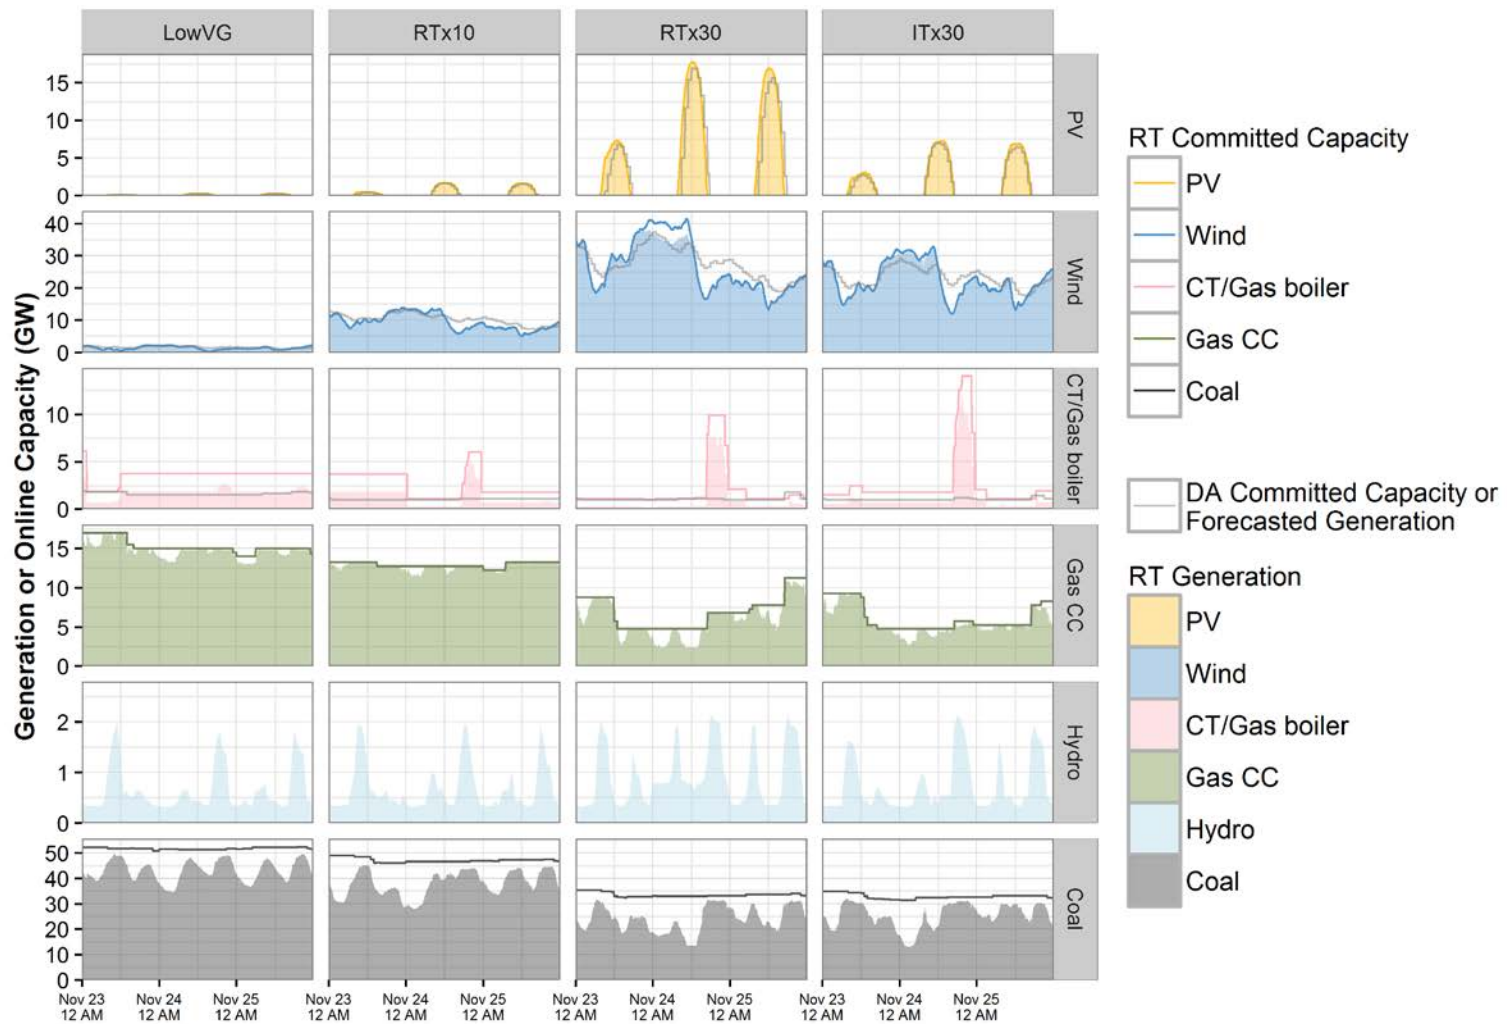 LowVG
RTx10
RTx30
ITx30
Generation or Online Capacity (GW)
15
10
5
0
PV
40
30
20
10
0
Wind
10
5
0
CT/Gas boiler
15
10
5
0
Gas CC
2
1
0
Hydro
50
40
30
20
10
0
Coal
Nov 23 Nov 24 Nov 25 Nov 23 Nov 24 Nov 25 Nov 23 Nov 24 Nov 25 Nov 23 Nov 24 Nov 25
12 AM 12 AM 12 AM 12 AM 12 AM 12 AM 12 AM 12 AM 12 AM 12 AM 12 AM 12 AM
RT Committed Capacity
PV
Wind
CT/Gas boiler
Gas CC
Coal
DA Committed Capacity or
Forecasted Generation
RT Generation
PV
Wind
CT/Gas boiler
Gas CC
Hydro
Coal